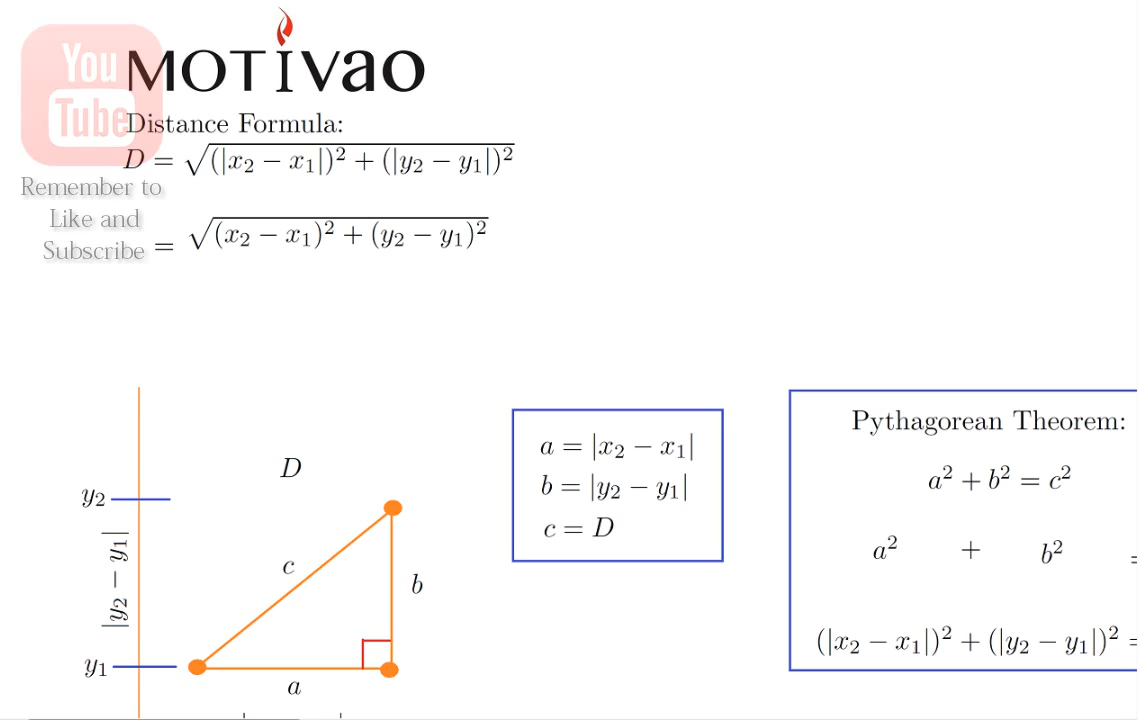 You
Tube
MOTiVaO
Distance Formula:
D = √(|x₂ − x₁|)² + (|y₂ − y₁|)²
Remember to
Like and
Subscribe
= √(x₂ − x₁)² + (y₂ − y₁)²
D
y₂
|y₂ − y₁|
c
b
y₁
a
a = |x₂ − x₁|
b = |y₂ − y₁|
c = D
Pythagorean Theorem:
a² + b² = c²
a² + b² =
(|x₂ − x₁|)² + (|y₂ − y₁|)² =